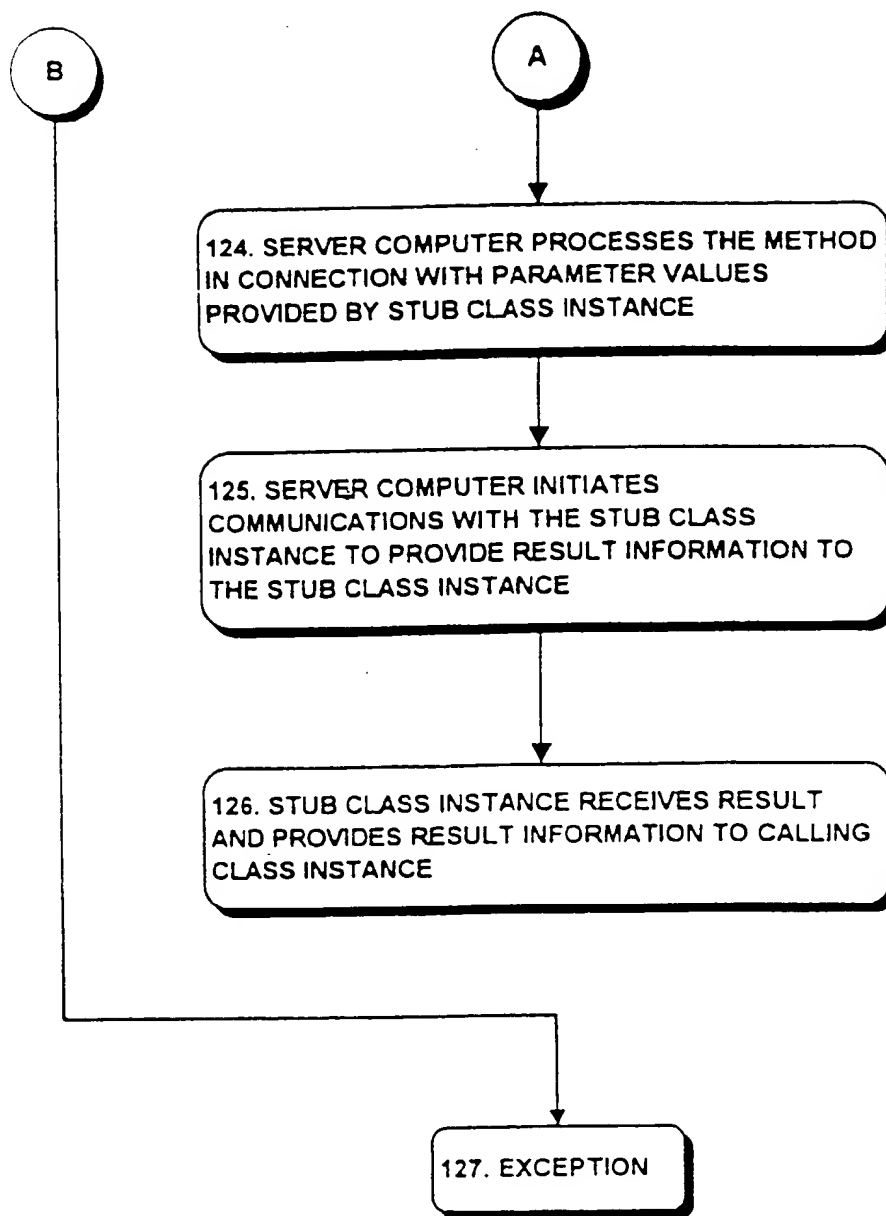 B
A
124. SERVER COMPUTER PROCESSES THE METHOD
IN CONNECTION WITH PARAMETER VALUES
PROVIDED BY STUB CLASS INSTANCE
125. SERVER COMPUTER INITIATES
COMMUNICATIONS WITH THE STUB CLASS
INSTANCE TO PROVIDE RESULT INFORMATION TO
THE STUB CLASS INSTANCE
126. STUB CLASS INSTANCE RECEIVES RESULT
AND PROVIDES RESULT INFORMATION TO CALLING
CLASS INSTANCE
127. EXCEPTION